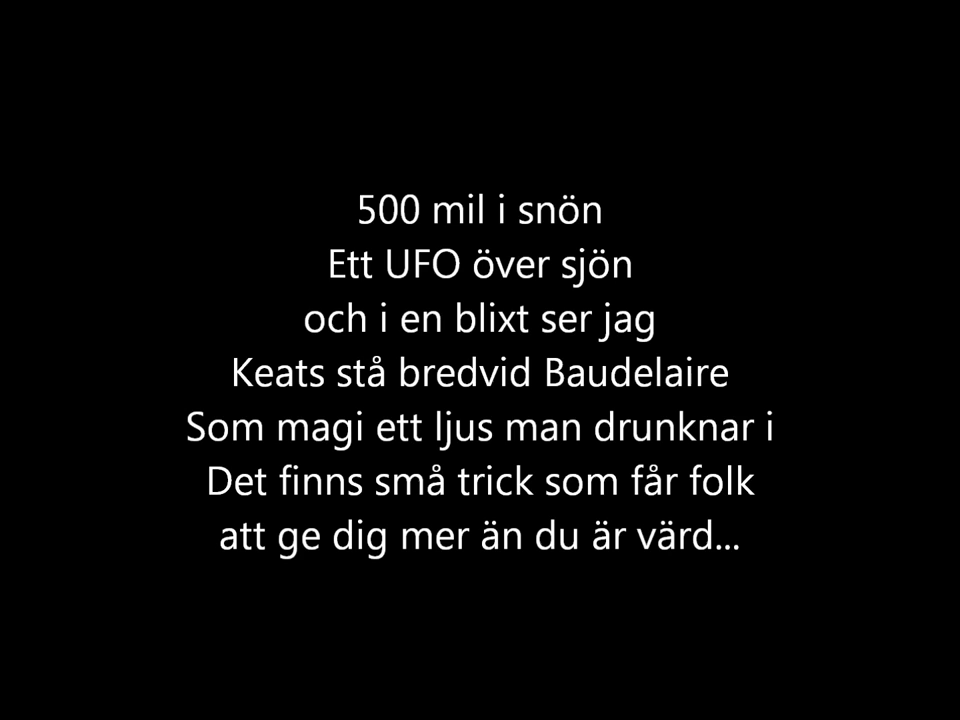 500 mil i snön
Ett UFO över sjön
och i en blixt ser jag
Keats stå bredvid Baudelaire
Som magi ett ljus man drunknar i
Det finns små trick som får folk
att ge dig mer än du är värd...